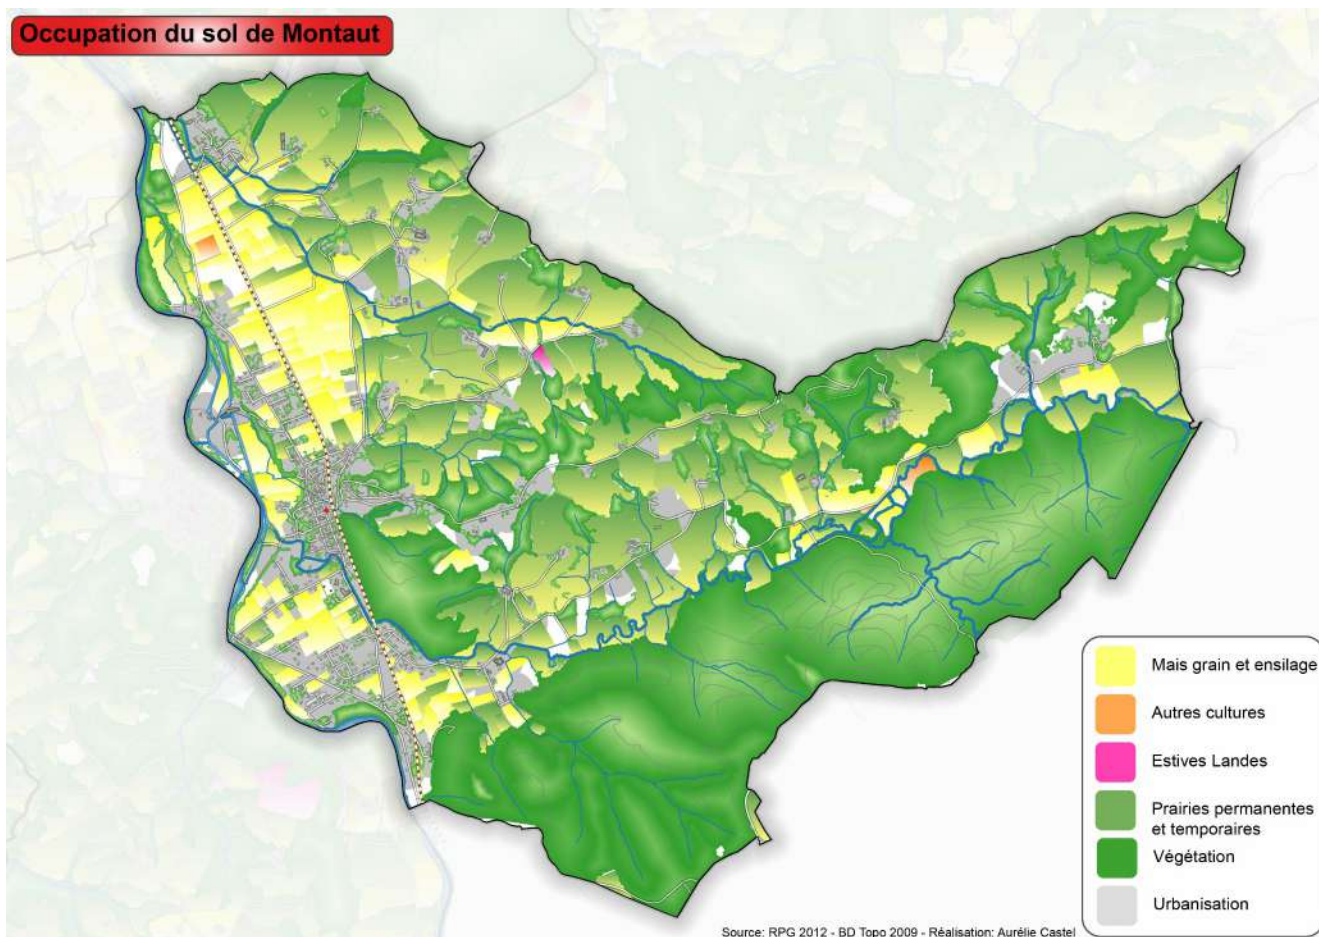 Occupation du sol de Montaut
Mais grain et ensilage
Autres cultures
Estives Landes
Prairies permanentes
et temporaires
Végétation
Urbanisation
Source: RPG 2012 - BD Topo 2009 - Réalisation: Aurélie Castel